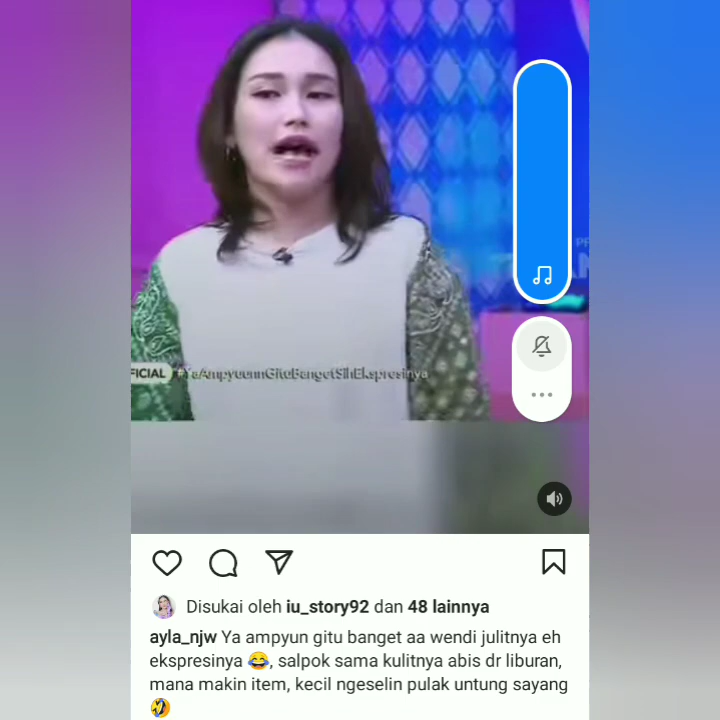 FICIAL #YaAmpyuunnGituBangetSihEkspresinya
Disukai oleh iu_story92 dan 48 lainnya
ayla_njw Ya ampyun gitu banget aa wendi julitnya eh
ekspresinya 😂, salpok sama kulitnya abis dr liburan,
mana makin item, kecil ngeselin pulak untung sayang
🤣